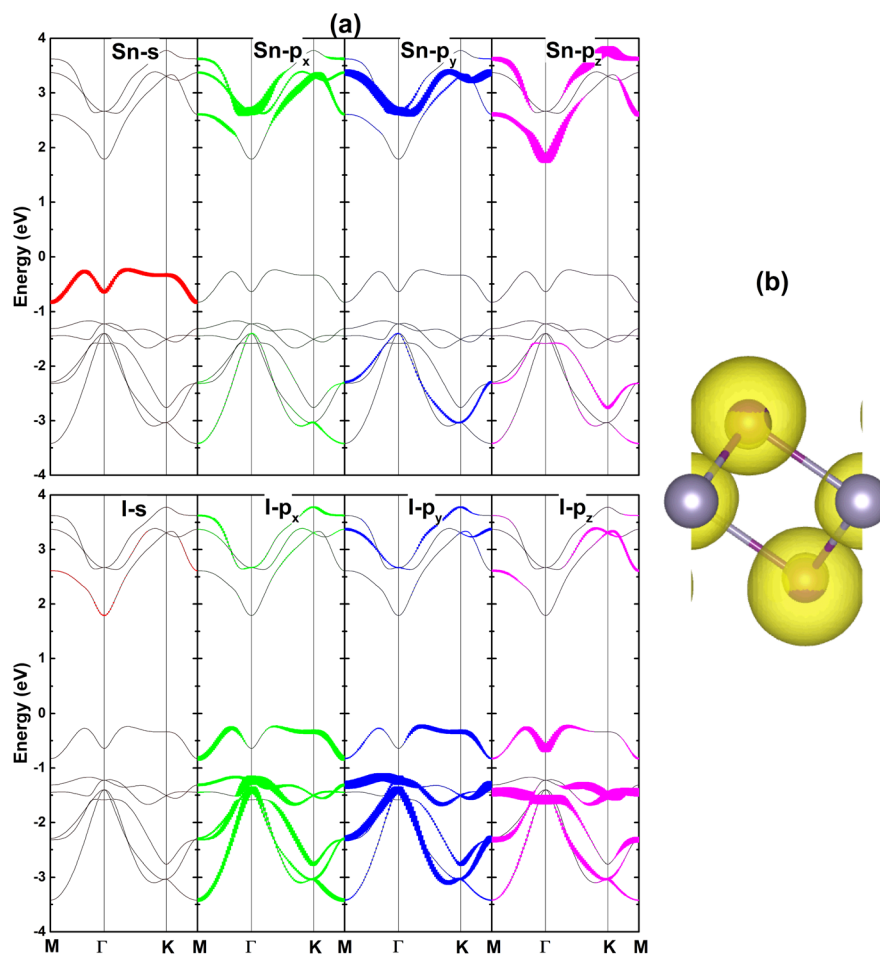 (a)
4
Sn-s
Sn-px
Sn-py
Sn-pz
3
2
1
0
-1
-2
-3
-4
Energy (eV)
(b)
4
I-s
I-px
I-py
I-pz
3
2
1
0
-1
-2
-3
-4
Energy (eV)
M Γ K M Γ K M Γ K M Γ K M